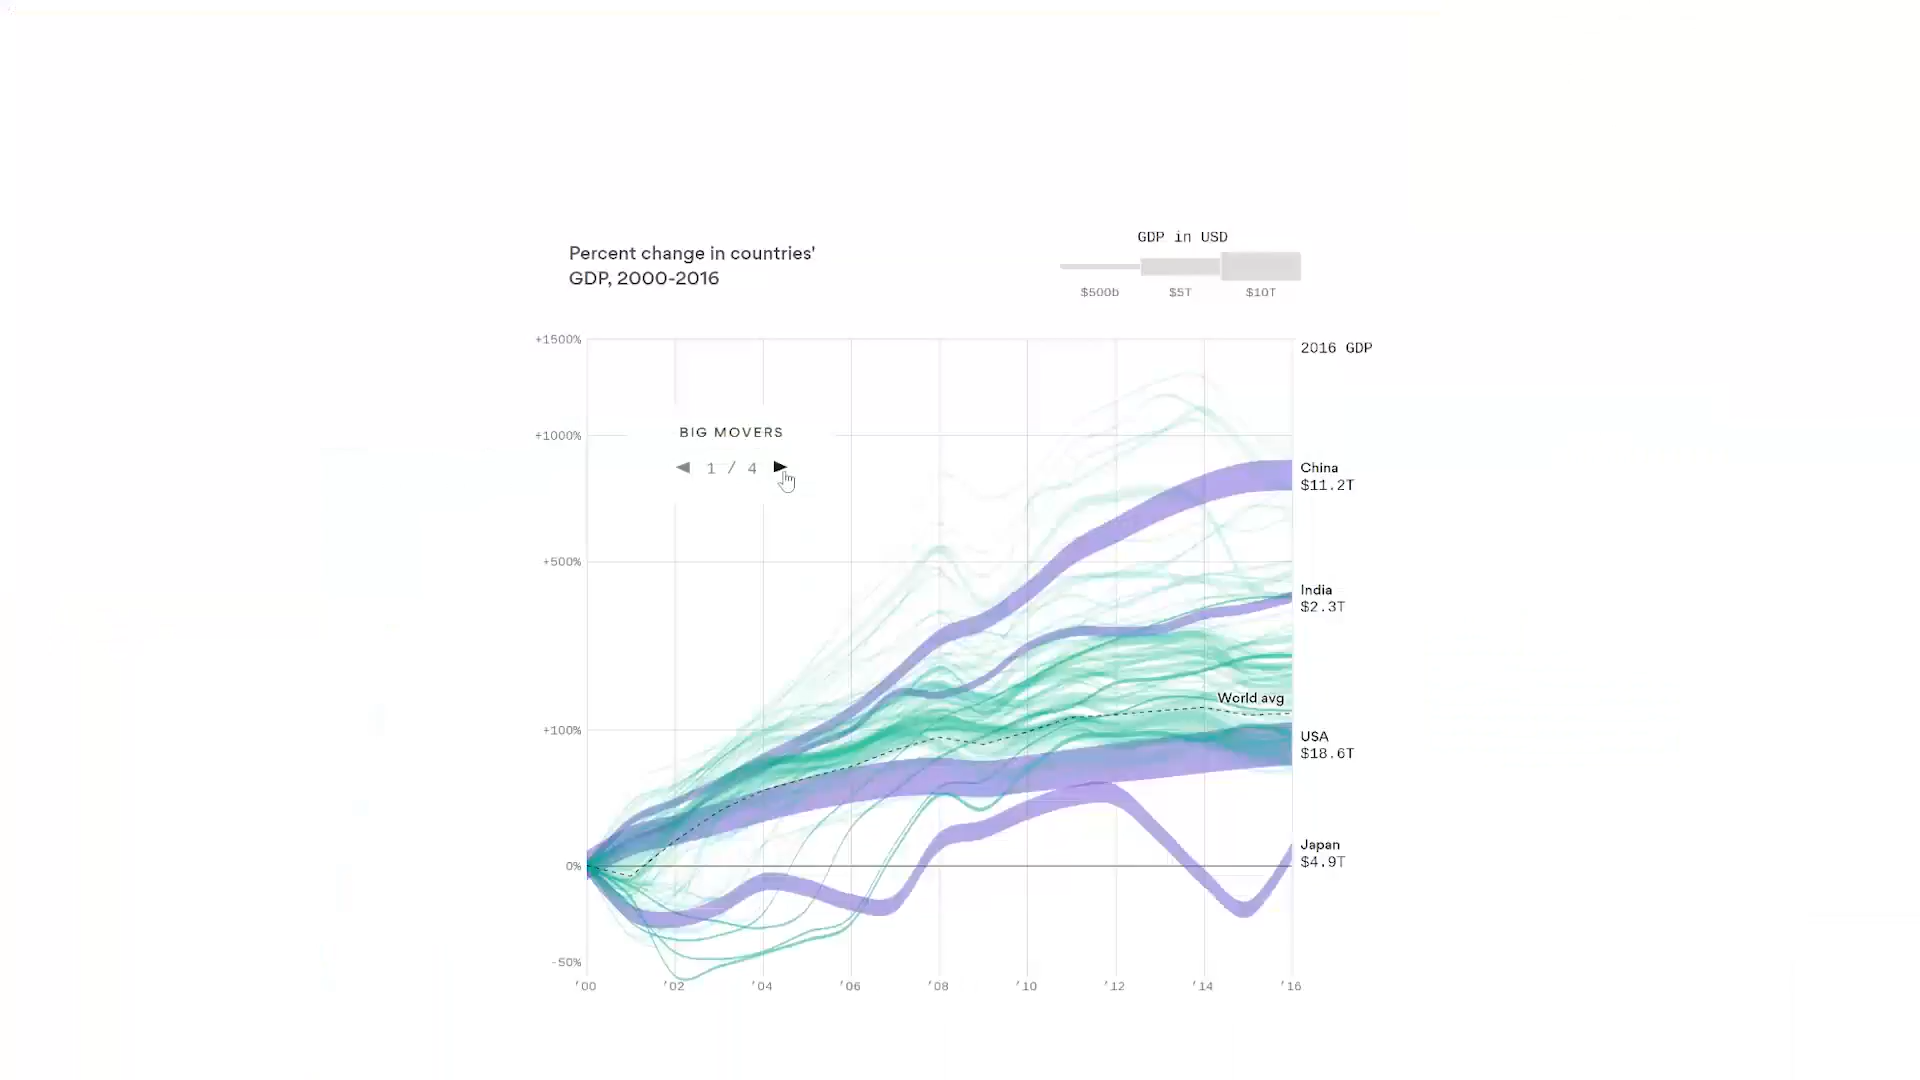 GDP in USD
Percent change in countries'
GDP, 2000-2016
$500b $5T $10T
+1500%
2016 GDP
BIG MOVERS
+1000%
◀ 1 / 4 ▶
China
$11.2T
+500%
India
$2.3T
World avg
+100%
USA
$18.6T
Japan
$4.9T
0%
-50%
'00 '02 '04 '06 '08 '10 '12 '14 '16